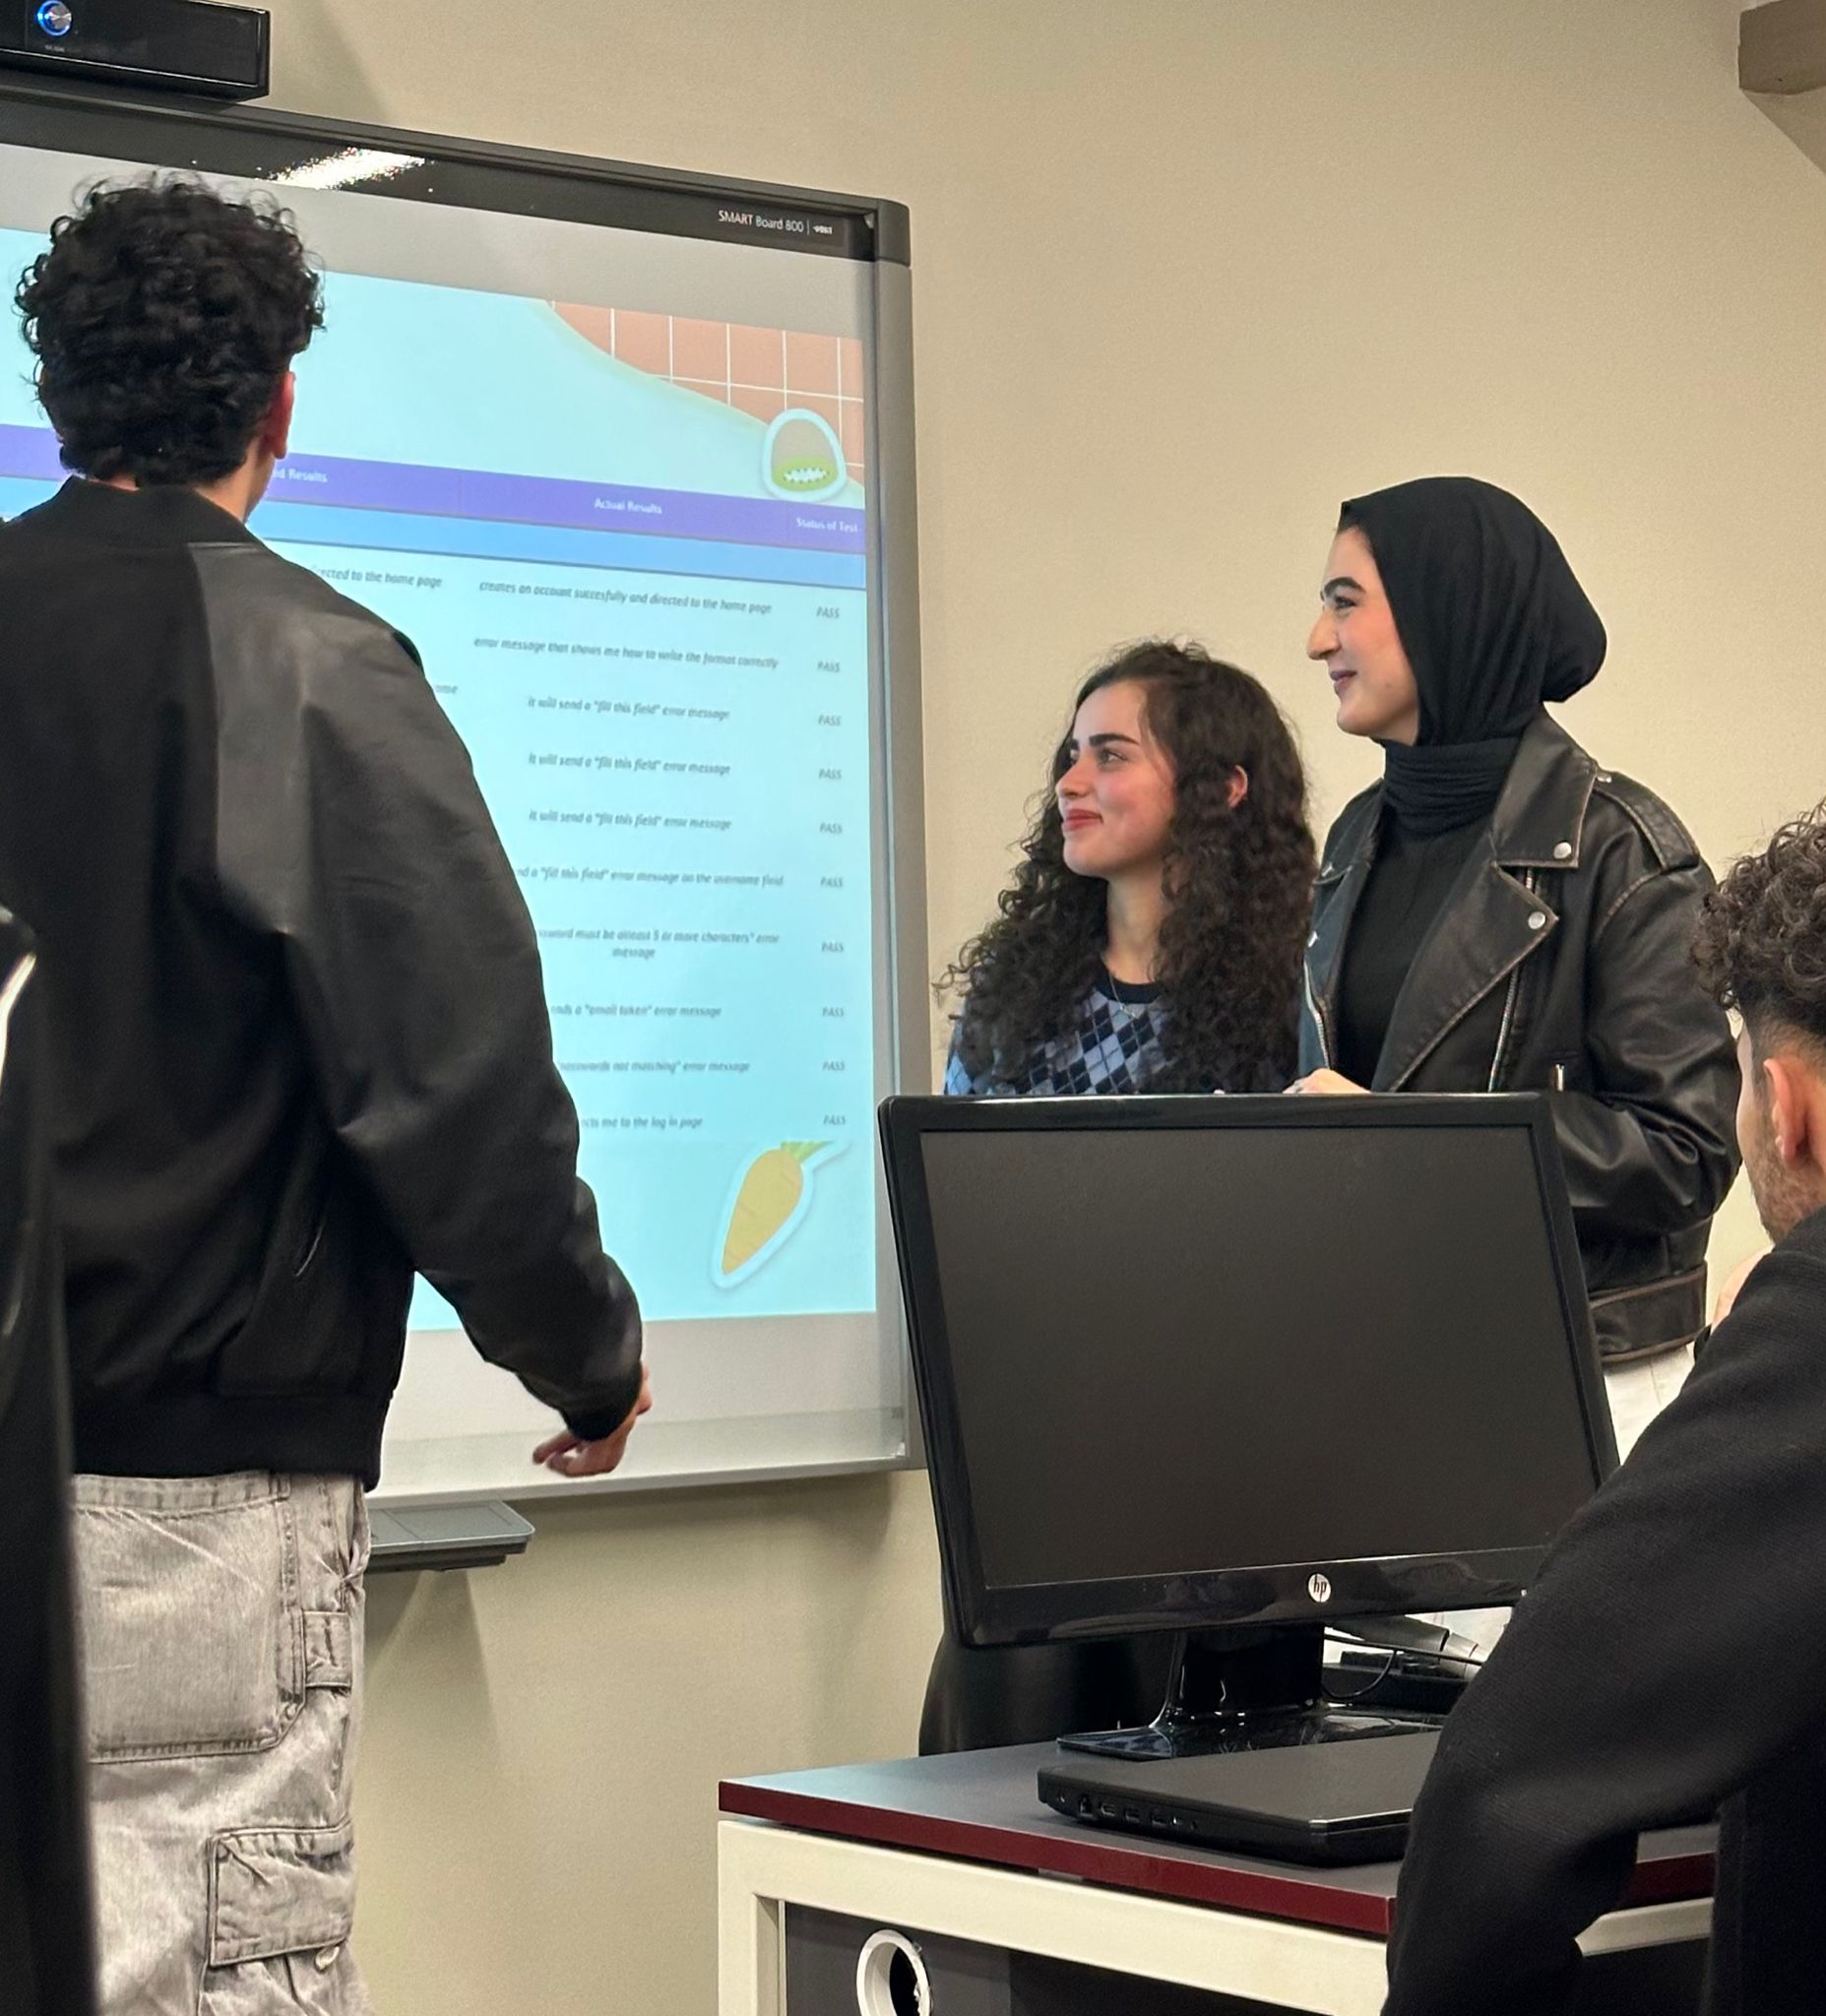 SMART Board 800
Results
Actual Results
Status of Test
to the home page
creates an account succesfully and directed to the home page
PASS
error message that shows me how to write the format correctly
PASS
it will send a "fill this field" error message
PASS
it will send a "fill this field" error message
PASS
it will send a "fill this field" error message
PASS
a "fill this field" error message on the username field
PASS
must be atleast 5 or more characters" error
message
PASS
a "email taken" error message
PASS
not matching" error message
PASS
me to the log in page
PASS
hp